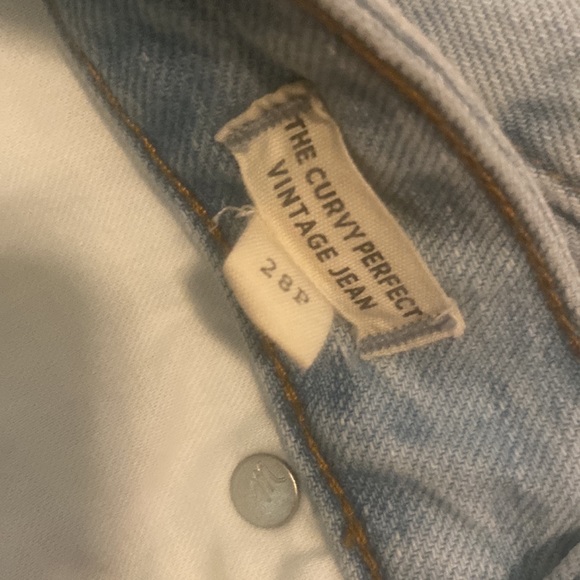 THE CURVY PERFECT
VINTAGE JEAN
28P